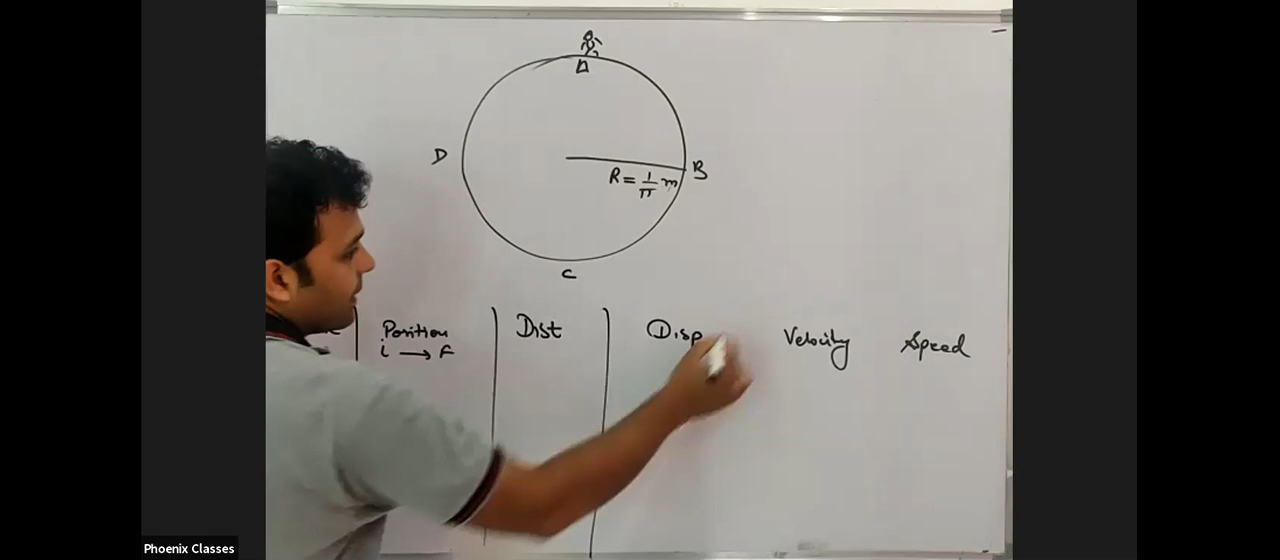 A
D
B
R = 1/π m
C
Position
i → F
Dist
Disp
Velocity
Speed
Phoenix Classes